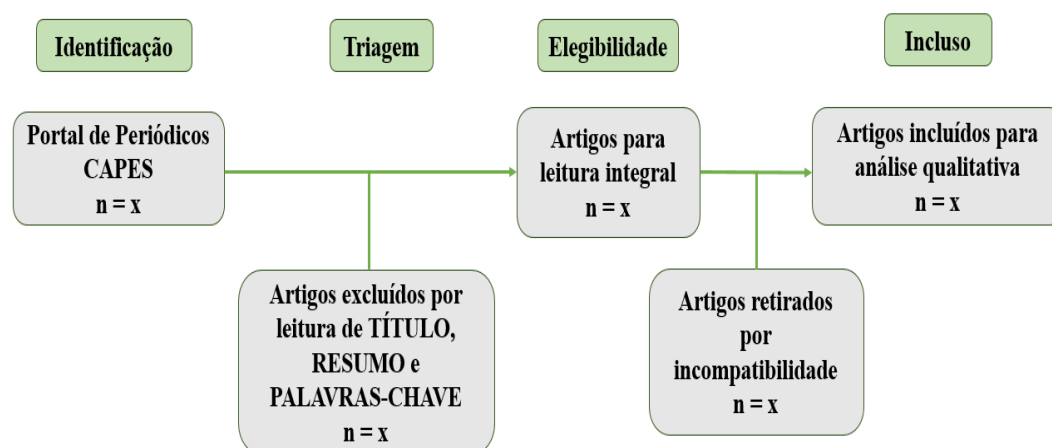 Identificação
Triagem
Elegibilidade
Incluso
Portal de Periódicos
CAPES
n = x
Artigos para
leitura integral
n = x
Artigos incluídos para
análise qualitativa
n = x
Artigos excluídos por
leitura de TÍTULO,
RESUMO e
PALAVRAS-CHAVE
n = x
Artigos retirados
por
incompatibilidade
n = x